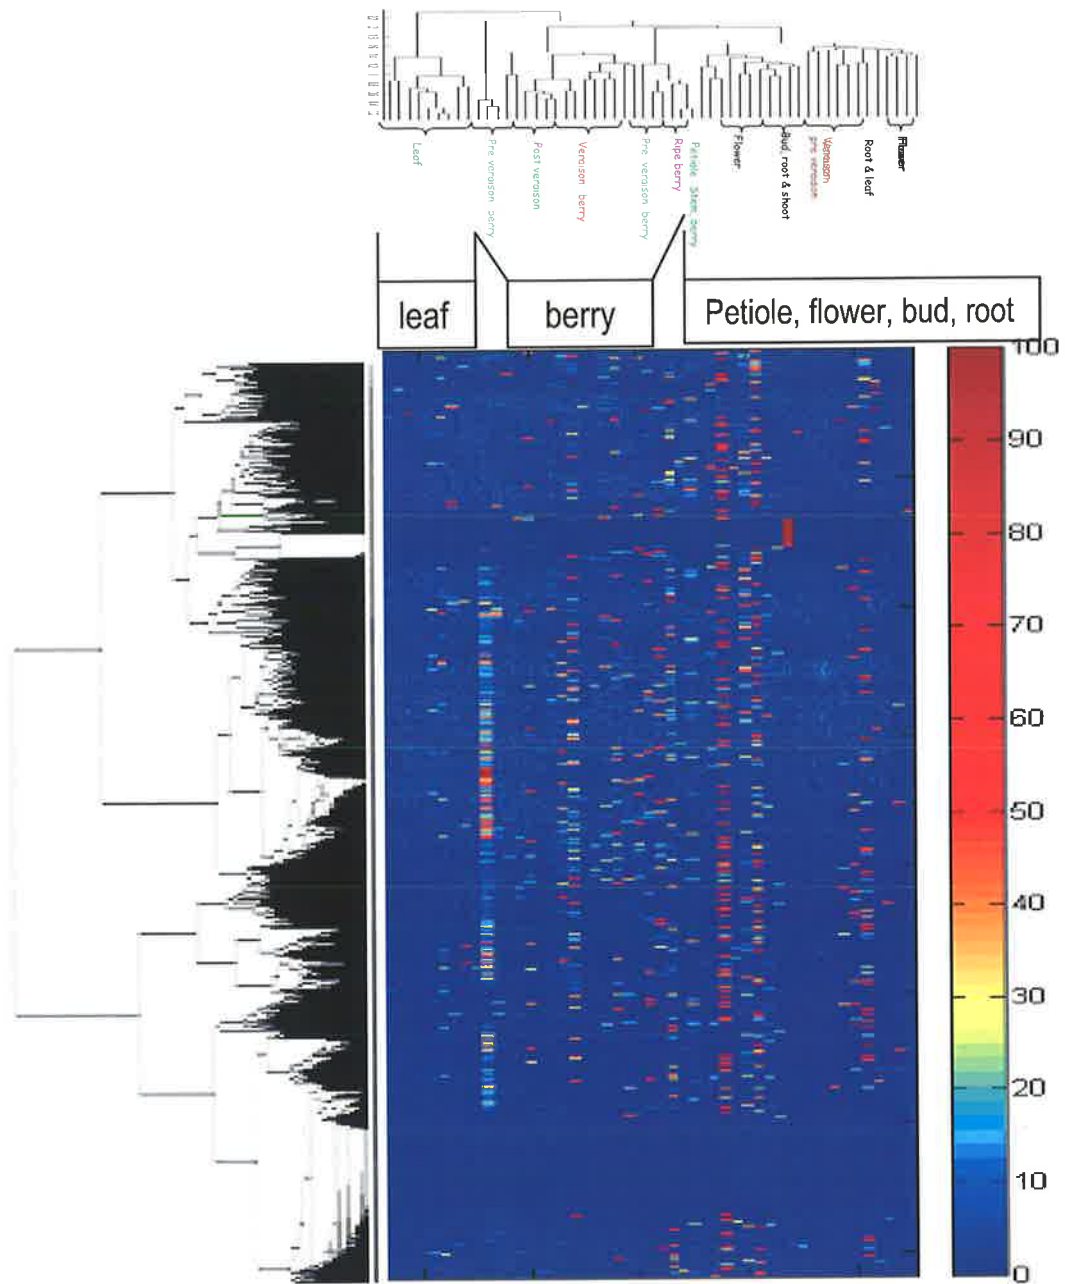 Leaf
Pre veraison berry
Post veraison
Veraison berry
Pre veraison berry
Ripe berry
Petiole Stem berry
Flower
Bud, root & shoot
Veraison
pre veraison
Root & leaf
Flower
leaf
berry
Petiole, flower, bud, root
100
90
80
70
60
50
40
30
20
10
0